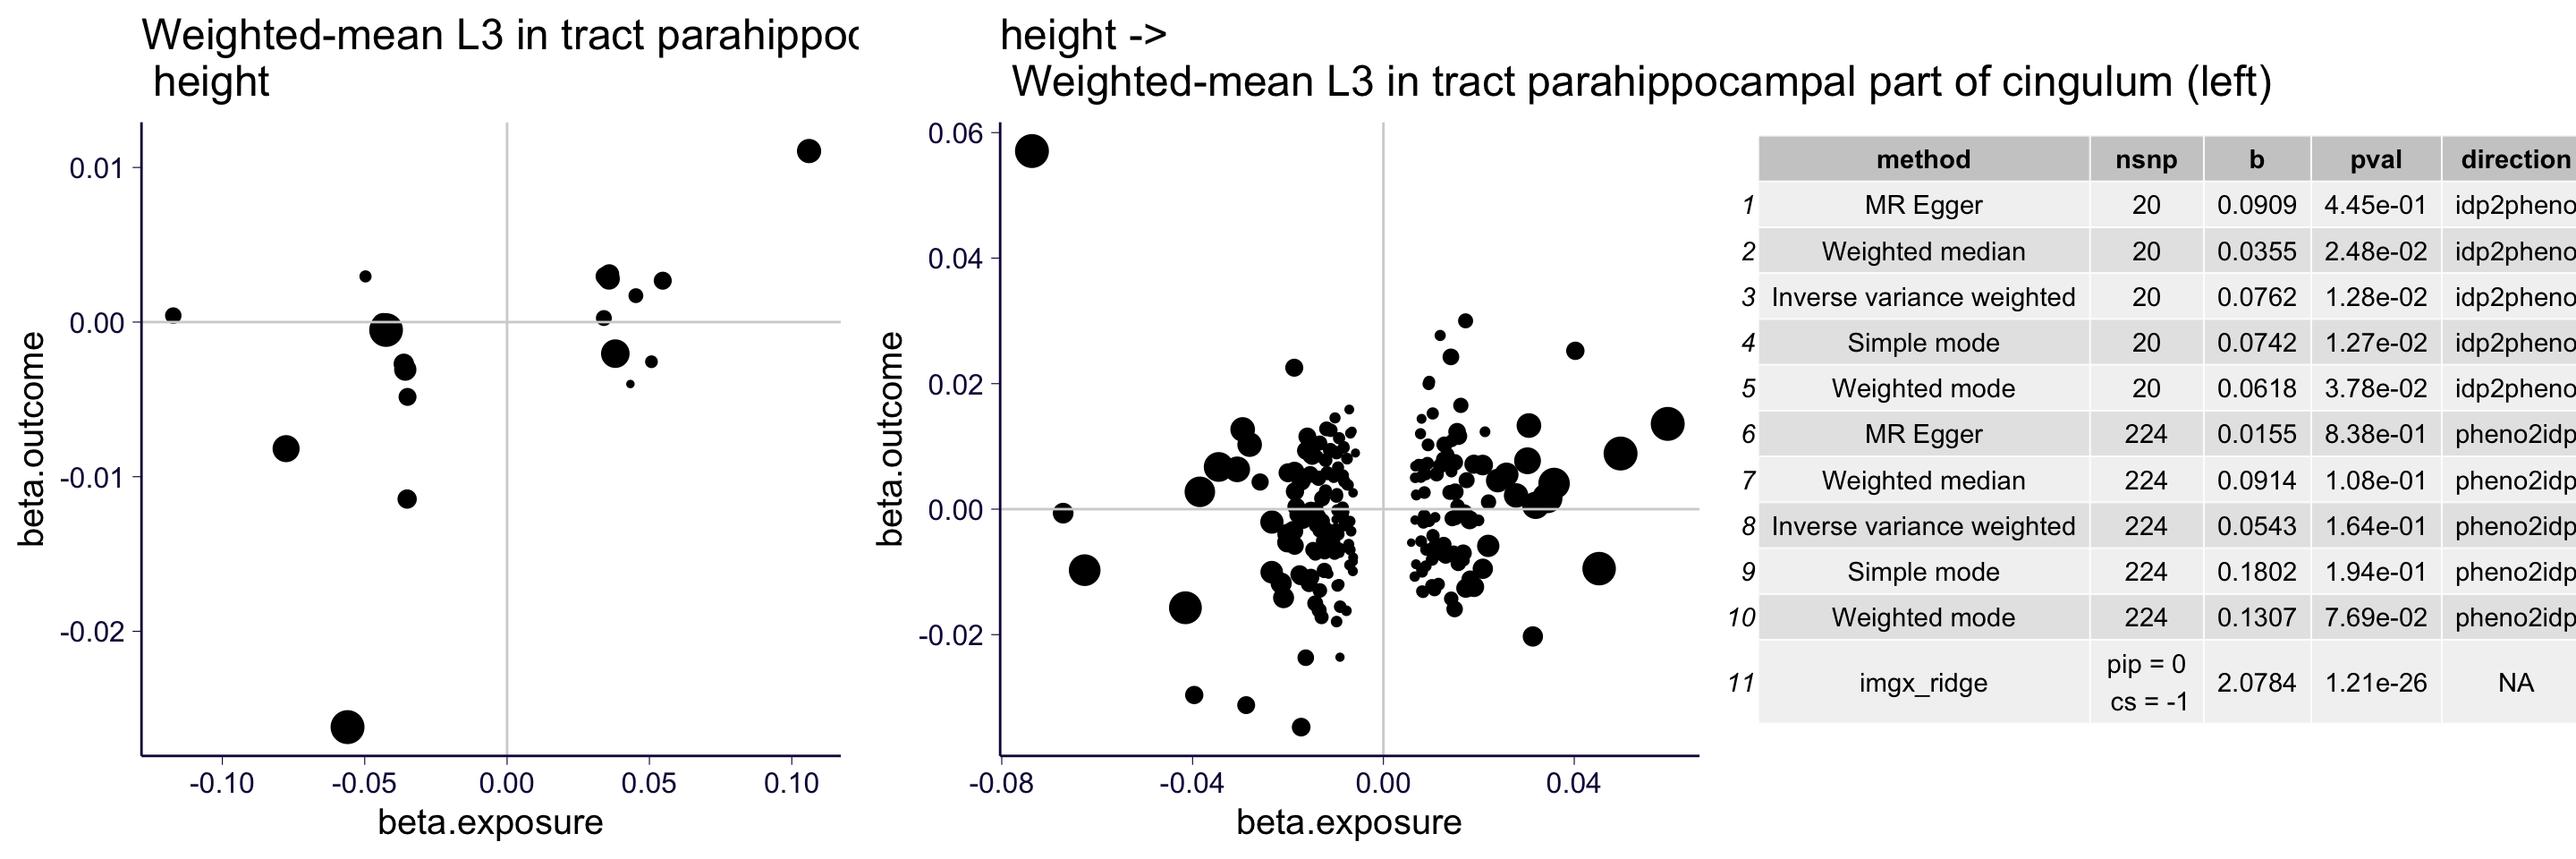 Weighted-mean L3 in tract parahippoc
height
0.01
0.00
-0.01
-0.02
beta.outcome
-0.10 -0.05 0.00 0.05 0.10
beta.exposure
height ->
Weighted-mean L3 in tract parahippocampal part of cingulum (left)
0.06
0.04
0.02
0.00
-0.02
beta.outcome
-0.08 -0.04 0.00 0.04
beta.exposure
method nsnp b pval direction
1 MR Egger 20 0.0909 4.45e-01 idp2pheno
2 Weighted median 20 0.0355 2.48e-02 idp2pheno
3 Inverse variance weighted 20 0.0762 1.28e-02 idp2pheno
4 Simple mode 20 0.0742 1.27e-02 idp2pheno
5 Weighted mode 20 0.0618 3.78e-02 idp2pheno
6 MR Egger 224 0.0155 8.38e-01 pheno2idp
7 Weighted median 224 0.0914 1.08e-01 pheno2idp
8 Inverse variance weighted 224 0.0543 1.64e-01 pheno2idp
9 Simple mode 224 0.1802 1.94e-01 pheno2idp
10 Weighted mode 224 0.1307 7.69e-02 pheno2idp
11 imgx_ridge pip = 0 cs = -1 2.0784 1.21e-26 NA